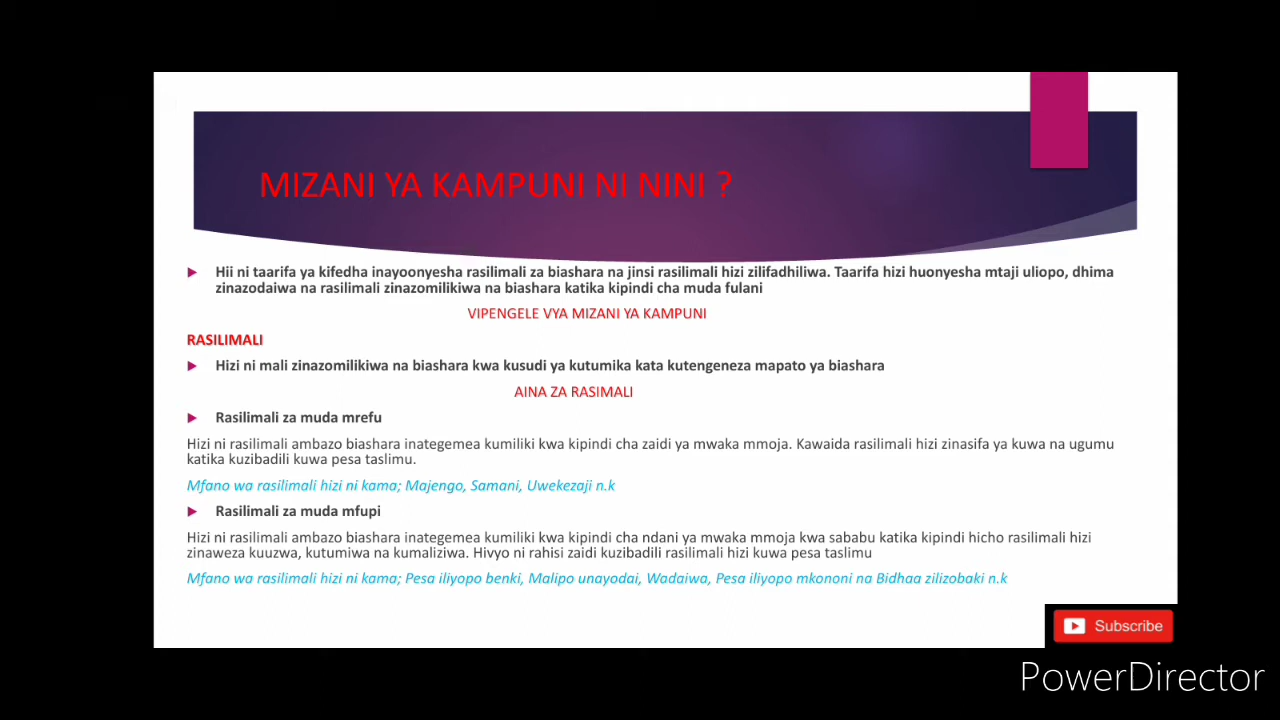 MIZANI YA KAMPUNI NI NINI ?
Hii ni taarifa ya kifedha inayoonyesha rasilimali za biashara na jinsi rasilimali hizi zilifadhiliwa. Taarifa hizi huonyesha mtaji uliopo, dhima
zinazodaiwa na rasilimali zinazomilikiwa na biashara katika kipindi cha muda fulani
VIPENGELE VYA MIZANI YA KAMPUNI
RASILIMALI
Hizi ni mali zinazomilikiwa na biashara kwa kusudi ya kutumika kata kutengeneza mapato ya biashara
AINA ZA RASIMALI
Rasilimali za muda mrefu
Hizi ni rasilimali ambazo biashara inategemea kumiliki kwa kipindi cha zaidi ya mwaka mmoja. Kawaida rasilimali hizi zinasifa ya kuwa na ugumu
katika kuzibadili kuwa pesa taslimu.
Mfano wa rasilimali hizi ni kama; Majengo, Samani, Uwekezaji n.k
Rasilimali za muda mfupi
Hizi ni rasilimali ambazo biashara inategemea kumiliki kwa kipindi cha ndani ya mwaka mmoja kwa sababu katika kipindi hicho rasilimali hizi
zinaweza kuuzwa, kutumiwa na kumaliziwa. Hivyo ni rahisi zaidi kuzibadili rasilimali hizi kuwa pesa taslimu
Mfano wa rasilimali hizi ni kama; Pesa iliyopo benki, Malipo unayodai, Wadaiwa, Pesa iliyopo mkononi na Bidhaa zilizobaki n.k
Subscribe
PowerDirector